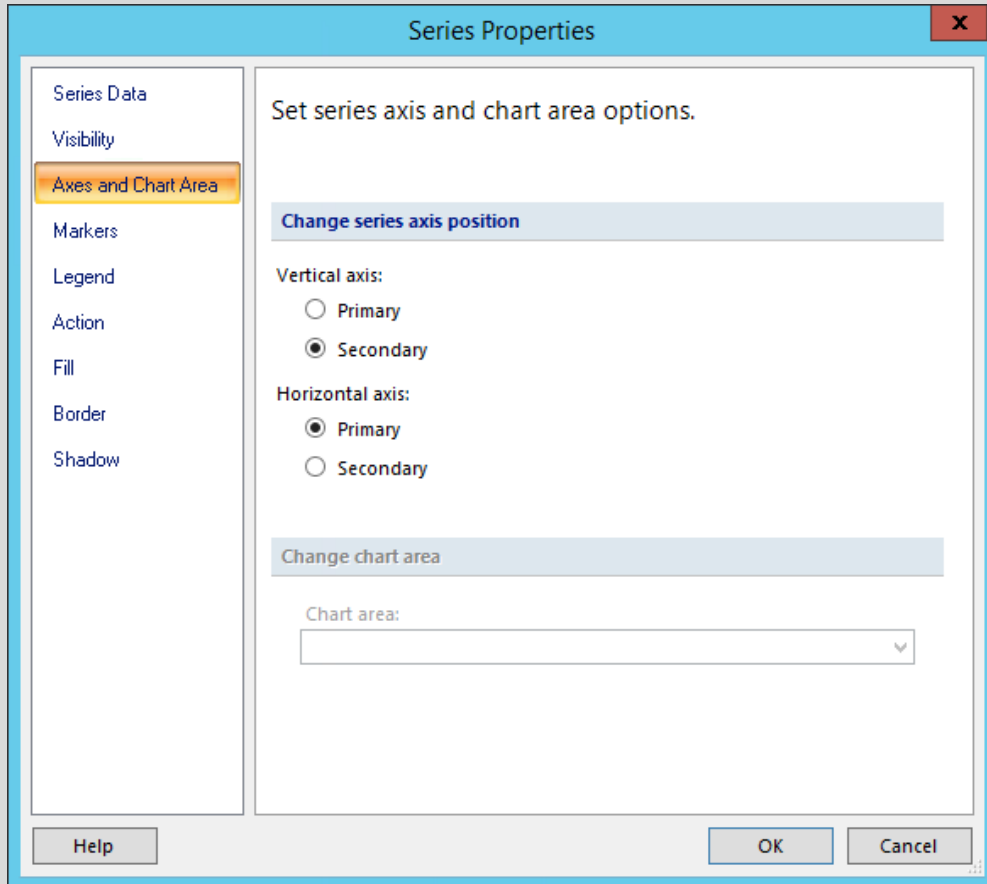 Series Properties
x
Series Data
Visibility
Axes and Chart Area
Markers
Legend
Action
Fill
Border
Shadow
Set series axis and chart area options.
Change series axis position
Vertical axis:
Primary
Secondary
Horizontal axis:
Primary
Secondary
Change chart area
Chart area:
Help
OK
Cancel